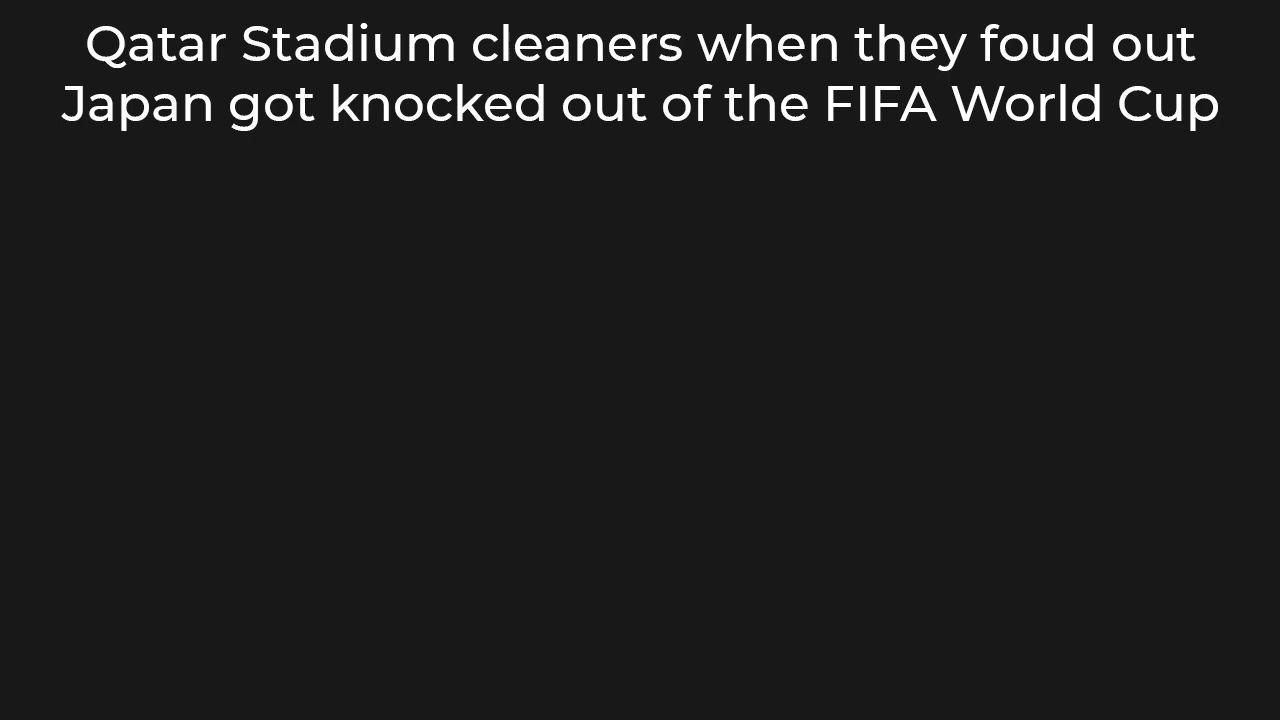 Qatar Stadium cleaners when they foud out
Japan got knocked out of the FIFA World Cup